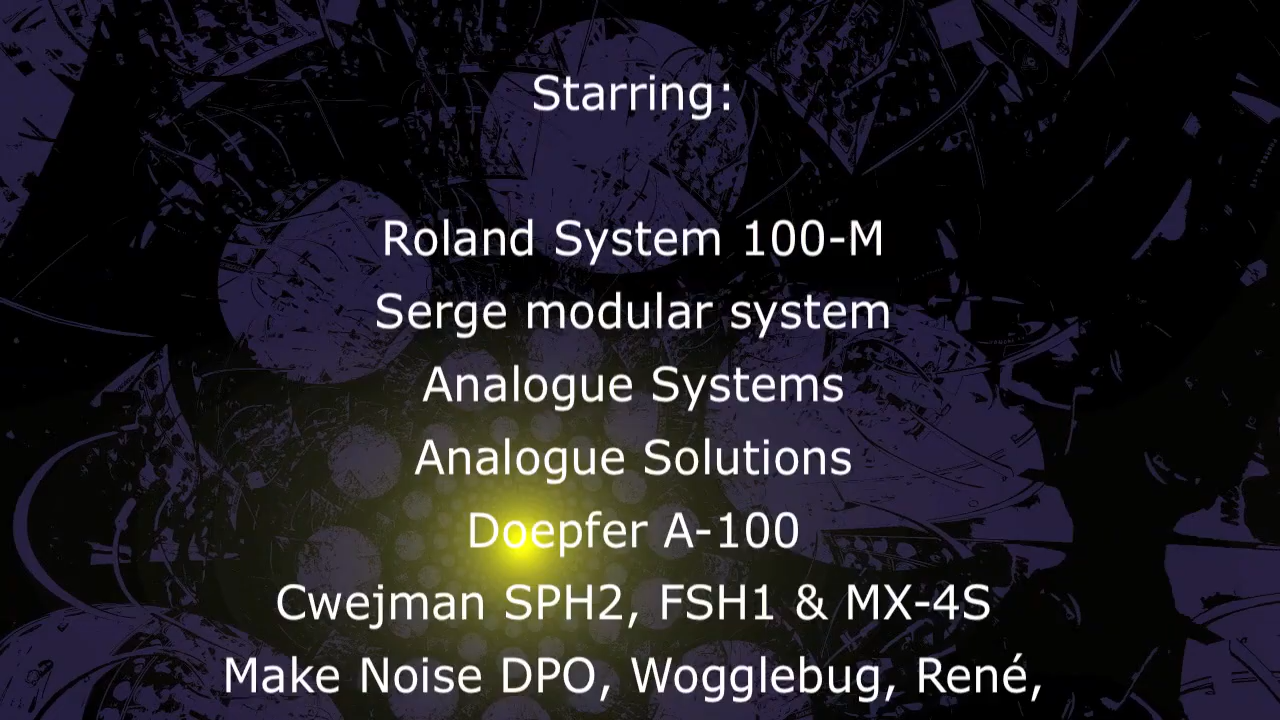 Starring:
Roland System 100-M
Serge modular system
Analogue Systems
Analogue Solutions
Doepfer A-100
Cwejman SPH2, FSH1 & MX-4S
Make Noise DPO, Wogglebug, René,